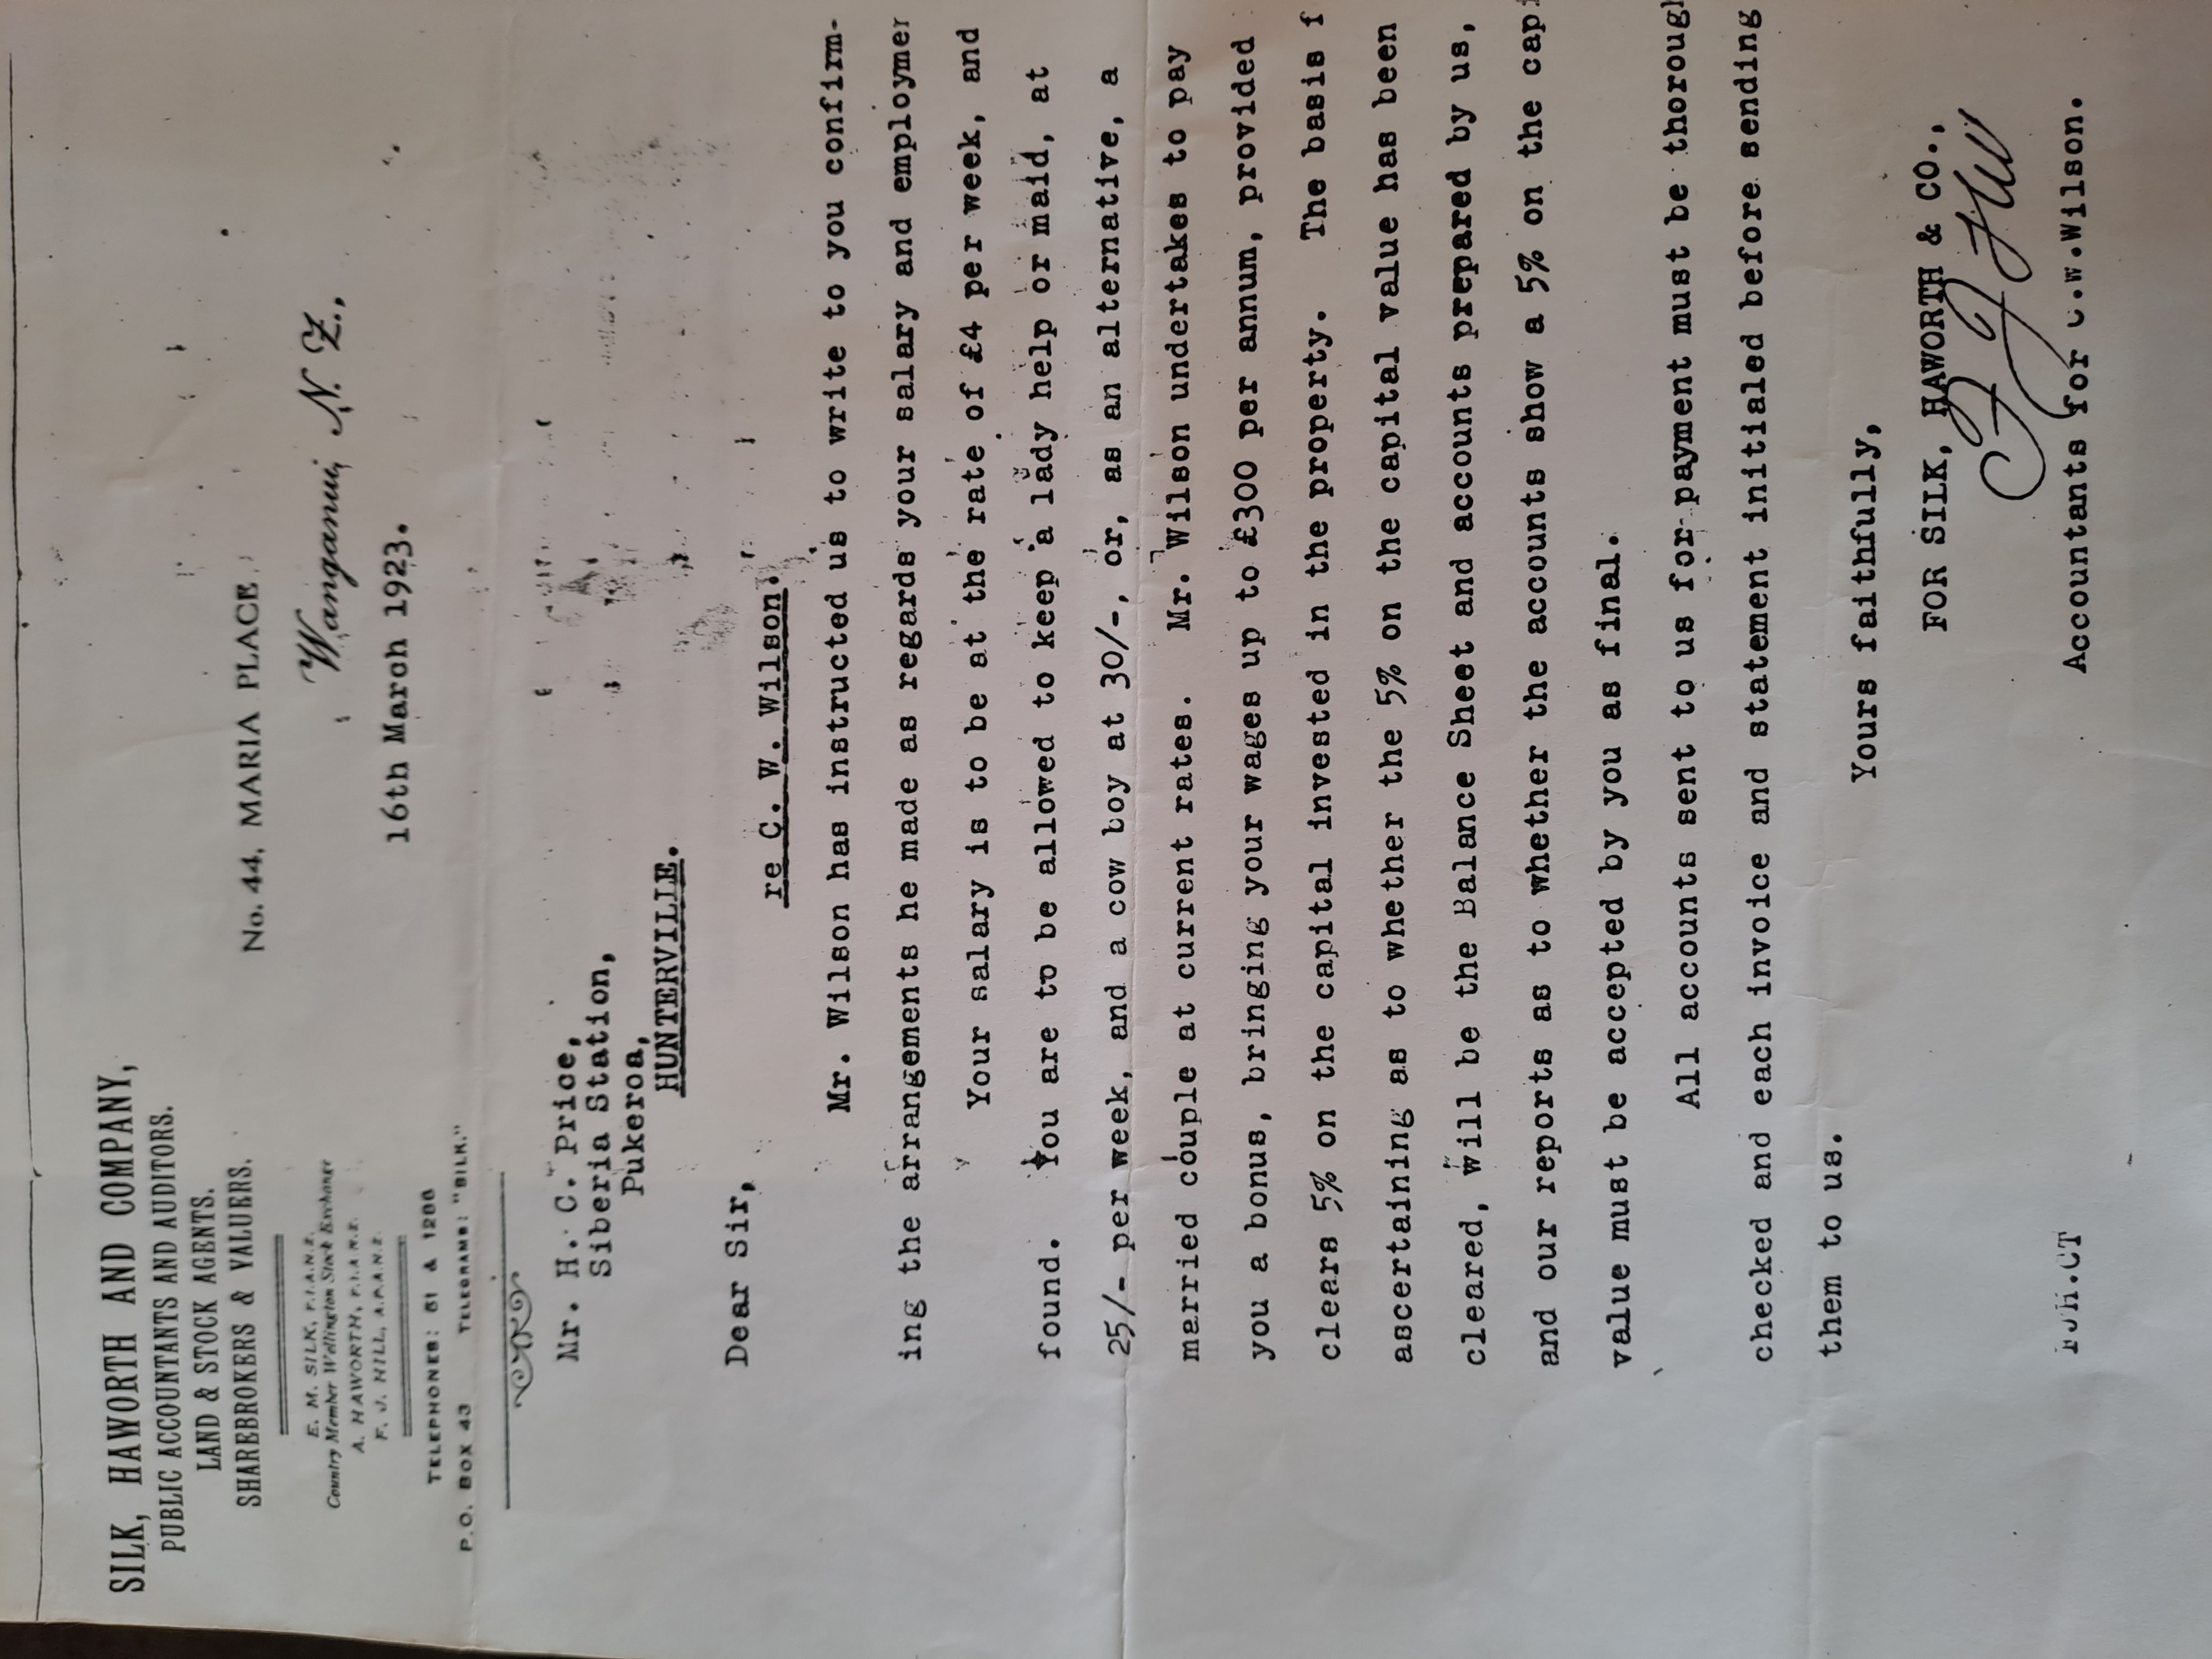 SILK, HAWORTH AND COMPANY,
PUBLIC ACCOUNTANTS AND AUDITORS.
LAND & STOCK AGENTS.
SHAREBROKERS & VALUERS.
No. 44, MARIA PLACE,
E. M. SILK, F.I.A.N.Z.
Country Member Wellington Stock Exchange
A. HAWORTH, F.I.A.N.Z.
F. J. HILL, A.P.A.N.Z.
Wanganui, N. Z.,
TELEPHONES: 61 & 1266
16th March 1923.
P.O. BOX 43 TELEGRAMS: "SILK."
Mr. H. C. Price,
Siberia Station,
Pukeroa,
HUNTERVILLE.
Dear Sir,
re C. W. Wilson.
Mr. Wilson has instructed us to write to you confirm-
ing the arrangements he made as regards your salary and employmer
Your salary is to be at the rate of £4 per week, and
found. You are to be allowed to keep a lady help or maid, at
25/- per week, and a cow boy at 30/-, or, as an alternative, a
married couple at current rates. Mr. Wilson undertakes to pay
you a bonus, bringing your wages up to £300 per annum, provided
clears 5% on the capital invested in the property. The basis f
ascertaining as to whether the 5% on the capital value has been
cleared, will be the Balance Sheet and accounts prepared by us,
and our reports as to whether the accounts show a 5% on the capi
value must be accepted by you as final.
All accounts sent to us for payment must be thorough
checked and each invoice and statement initialed before sending
them to us.
Yours faithfully,
FOR SILK, HAWORTH & CO.,
F J Hill
Accountants for C.W.Wilson.
FJH.CT